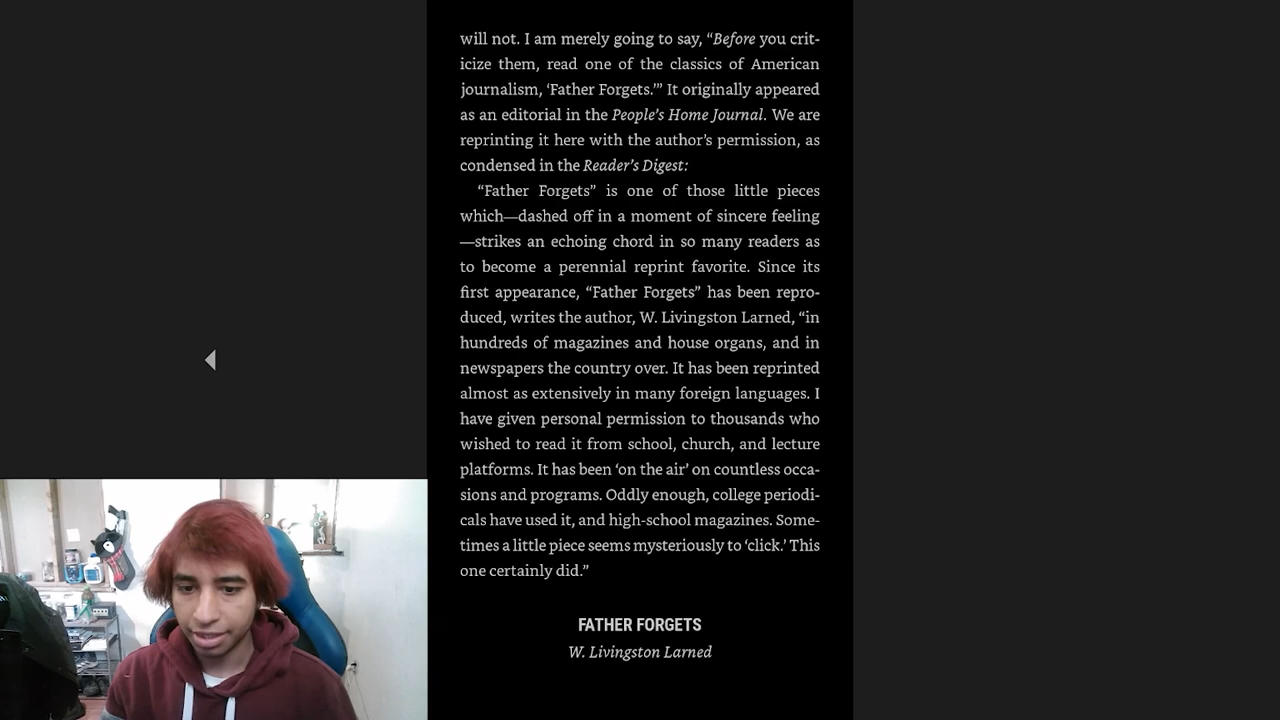 will not. I am merely going to say, “Before you crit-
icize them, read one of the classics of American
journalism, ‘Father Forgets.’” It originally appeared
as an editorial in the People’s Home Journal. We are
reprinting it here with the author’s permission, as
condensed in the Reader’s Digest:
“Father Forgets” is one of those little pieces
which—dashed off in a moment of sincere feeling
—strikes an echoing chord in so many readers as
to become a perennial reprint favorite. Since its
first appearance, “Father Forgets” has been repro-
duced, writes the author, W. Livingston Larned, “in
hundreds of magazines and house organs, and in
newspapers the country over. It has been reprinted
almost as extensively in many foreign languages. I
have given personal permission to thousands who
wished to read it from school, church, and lecture
platforms. It has been ‘on the air’ on countless occa-
sions and programs. Oddly enough, college periodi-
cals have used it, and high-school magazines. Some-
times a little piece seems mysteriously to ‘click.’ This
one certainly did.”
FATHER FORGETS
W. Livingston Larned